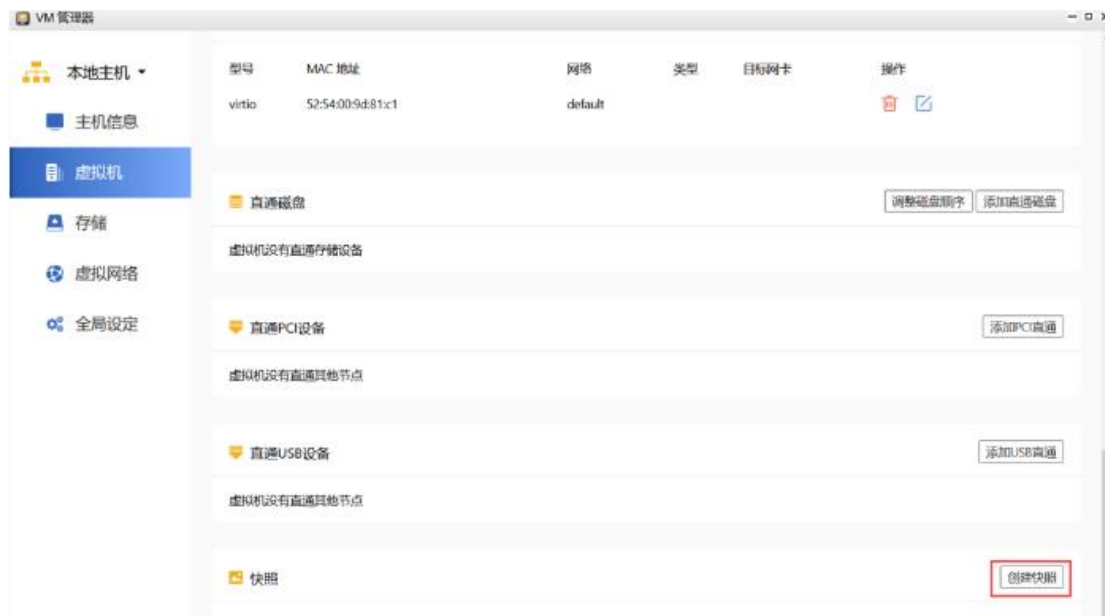 VM 管理器
本地主机
主机信息
虚拟机
存储
虚拟网络
全局设定
型号 MAC 地址 网络 类型 目标网卡 操作
virtio 52:54:00:9d:81:c1 default
直通磁盘 调整磁盘顺序 添加直通磁盘
虚拟机没有直通存储设备
直通PCI设备 添加PCI直通
虚拟机没有直通其他节点
直通USB设备 添加USB直通
虚拟机没有直通其他节点
快照 创建快照